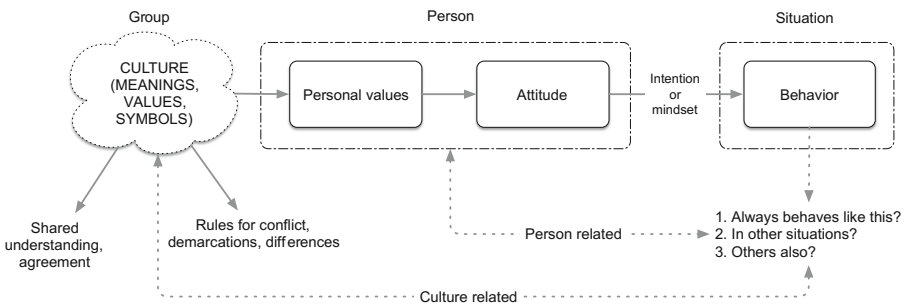 Group
Person
Situation
CULTURE
(MEANINGS,
VALUES,
SYMBOLS)
Personal values
Attitude
Intention
or
mindset
Behavior
Shared
understanding,
agreement
Rules for conflict,
demarcations, differences
Person related
1. Always behaves like this?
2. In other situations?
3. Others also?
Culture related